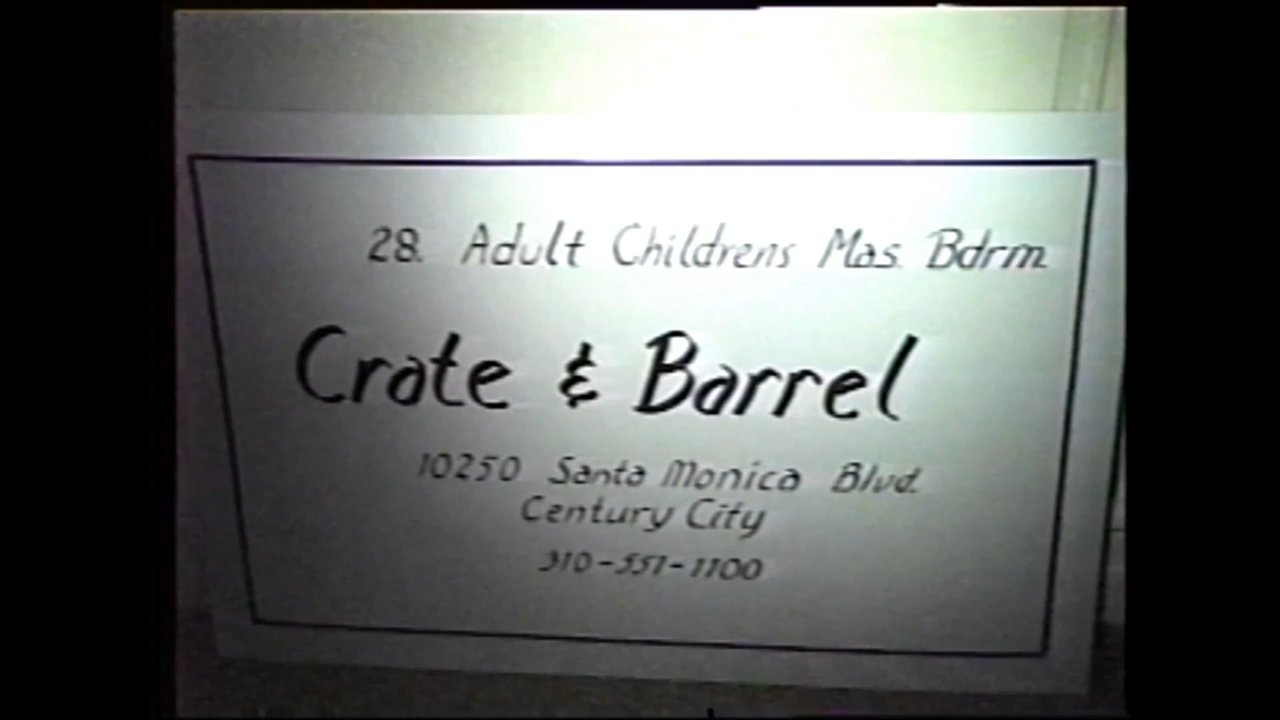 28. Adult Childrens Mas. Bdrm.
Crate & Barrel
10250 Santa Monica Blvd.
Century City
310-551-1100